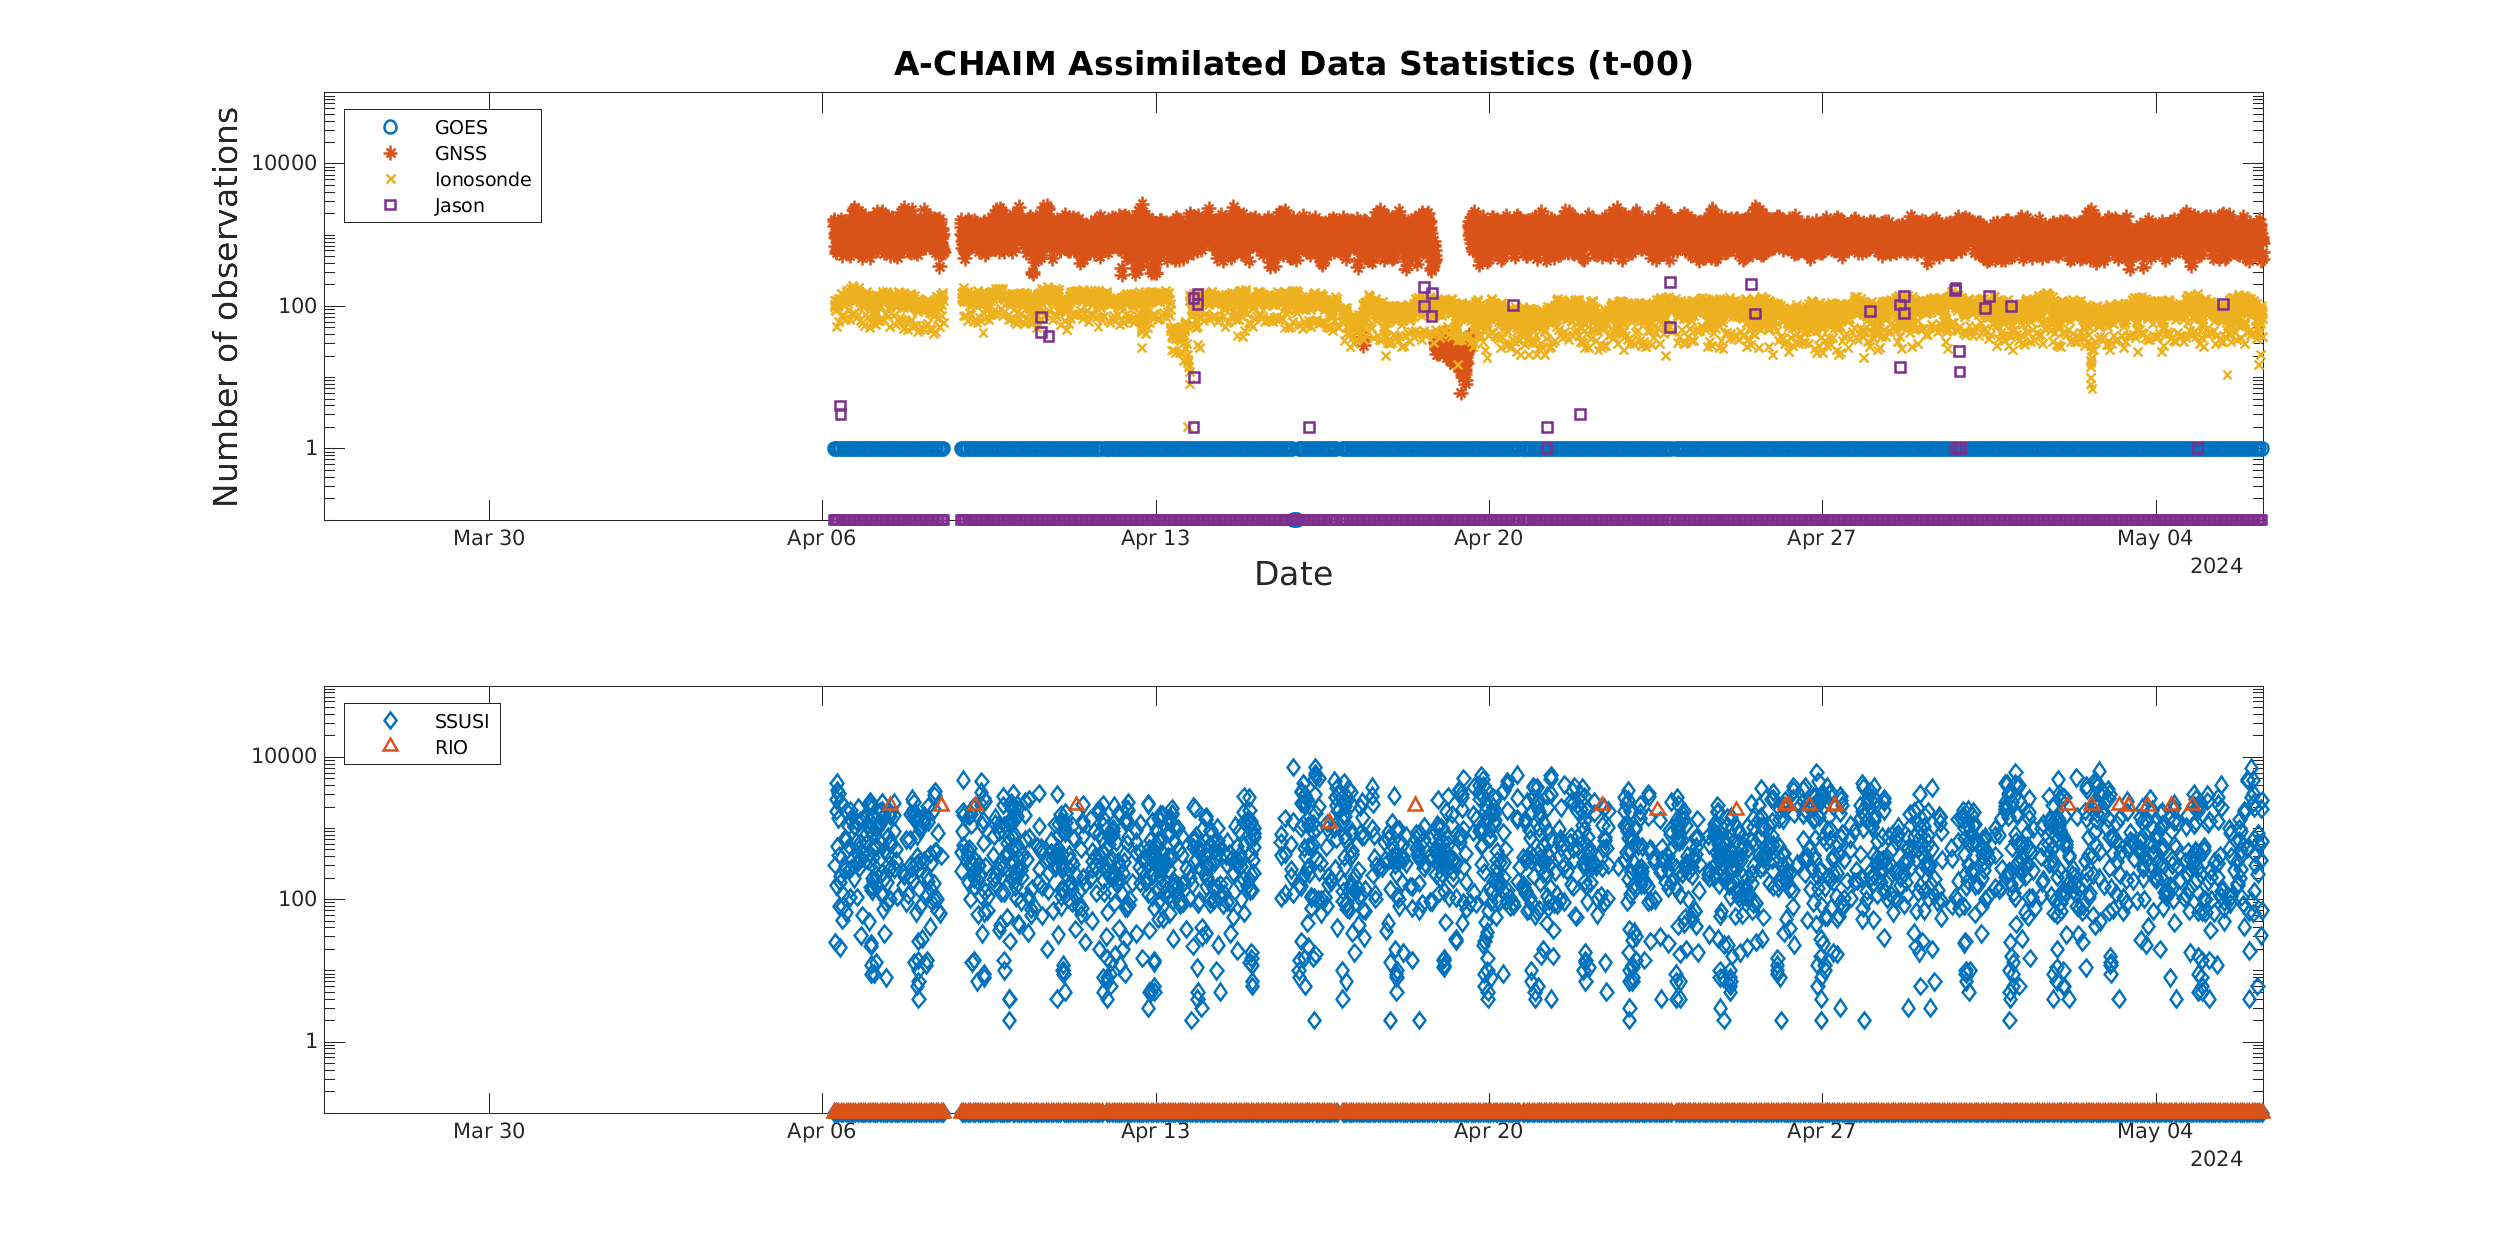 A-CHAIM Assimilated Data Statistics (t-00)
Number of observations
10000
100
1
GOES
GNSS
Ionosonde
Jason
Mar 30
Apr 06
Apr 13
Apr 20
Apr 27
May 04
2024
Date
10000
100
1
SSUSI
RIO
Mar 30
Apr 06
Apr 13
Apr 20
Apr 27
May 04
2024